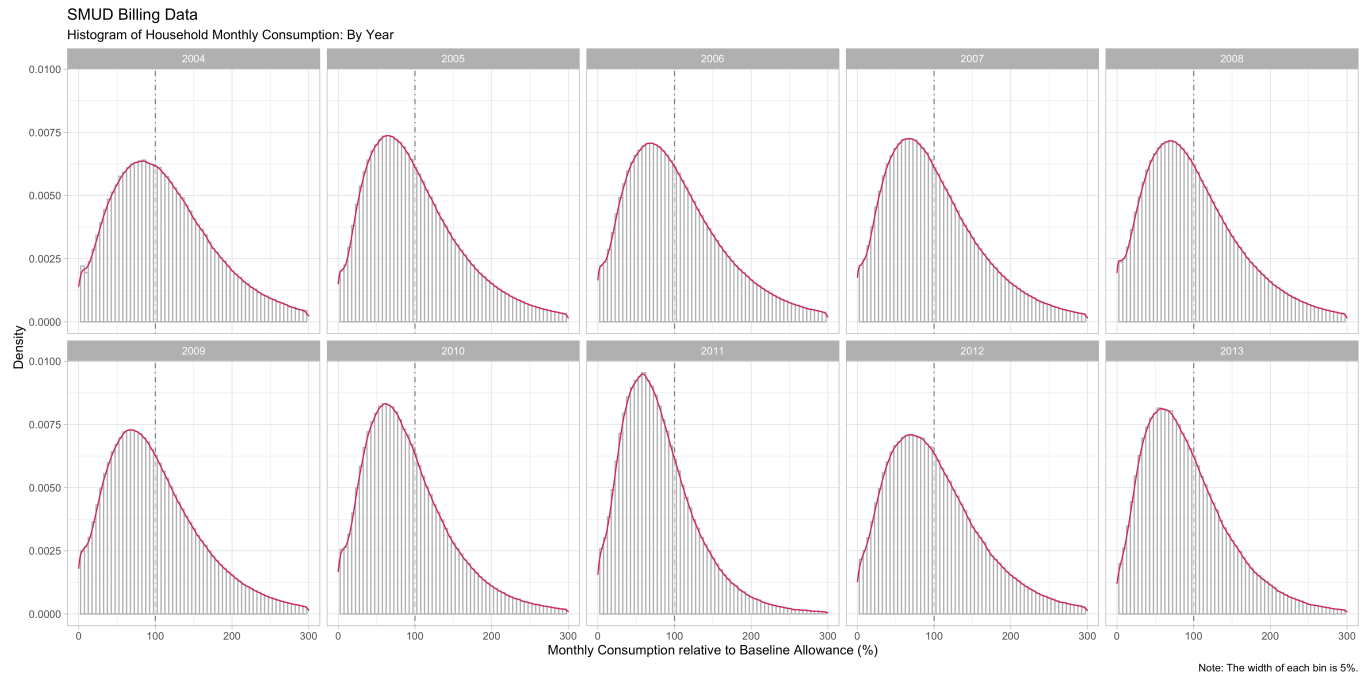 SMUD Billing Data
Histogram of Household Monthly Consumption: By Year
2004 2005 2006 2007 2008
0.0100
0.0075
0.0050
0.0025
0.0000
Density
2009 2010 2011 2012 2013
0.0100
0.0075
0.0050
0.0025
0.0000
0 100 200 300 0 100 200 300 0 100 200 300 0 100 200 300 0 100 200 300
Monthly Consumption relative to Baseline Allowance (%)
Note: The width of each bin is 5%.